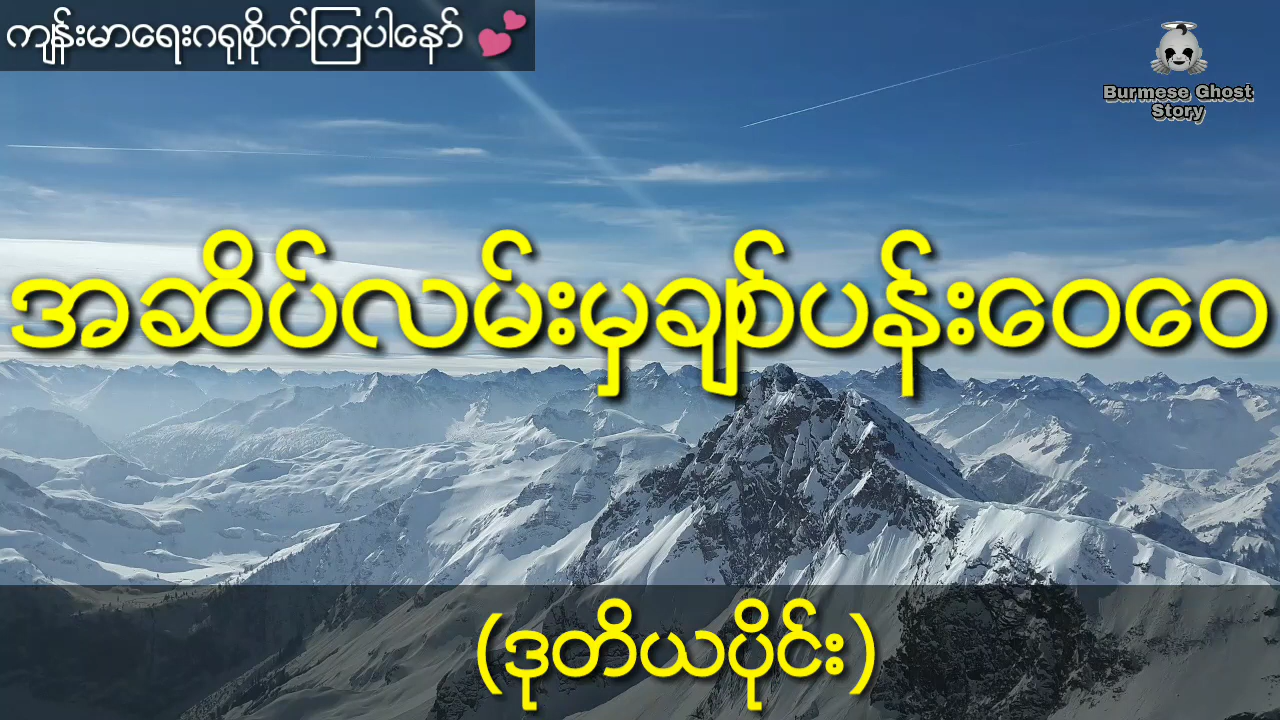 ကျန်းမာရေးဂရုစိုက်ကြပါနော် 💕
Burmese Ghost
Story
အဆိပ်လမ်းမှချစ်ပန်းဝေဝေ
(ဒုတိယပိုင်း)